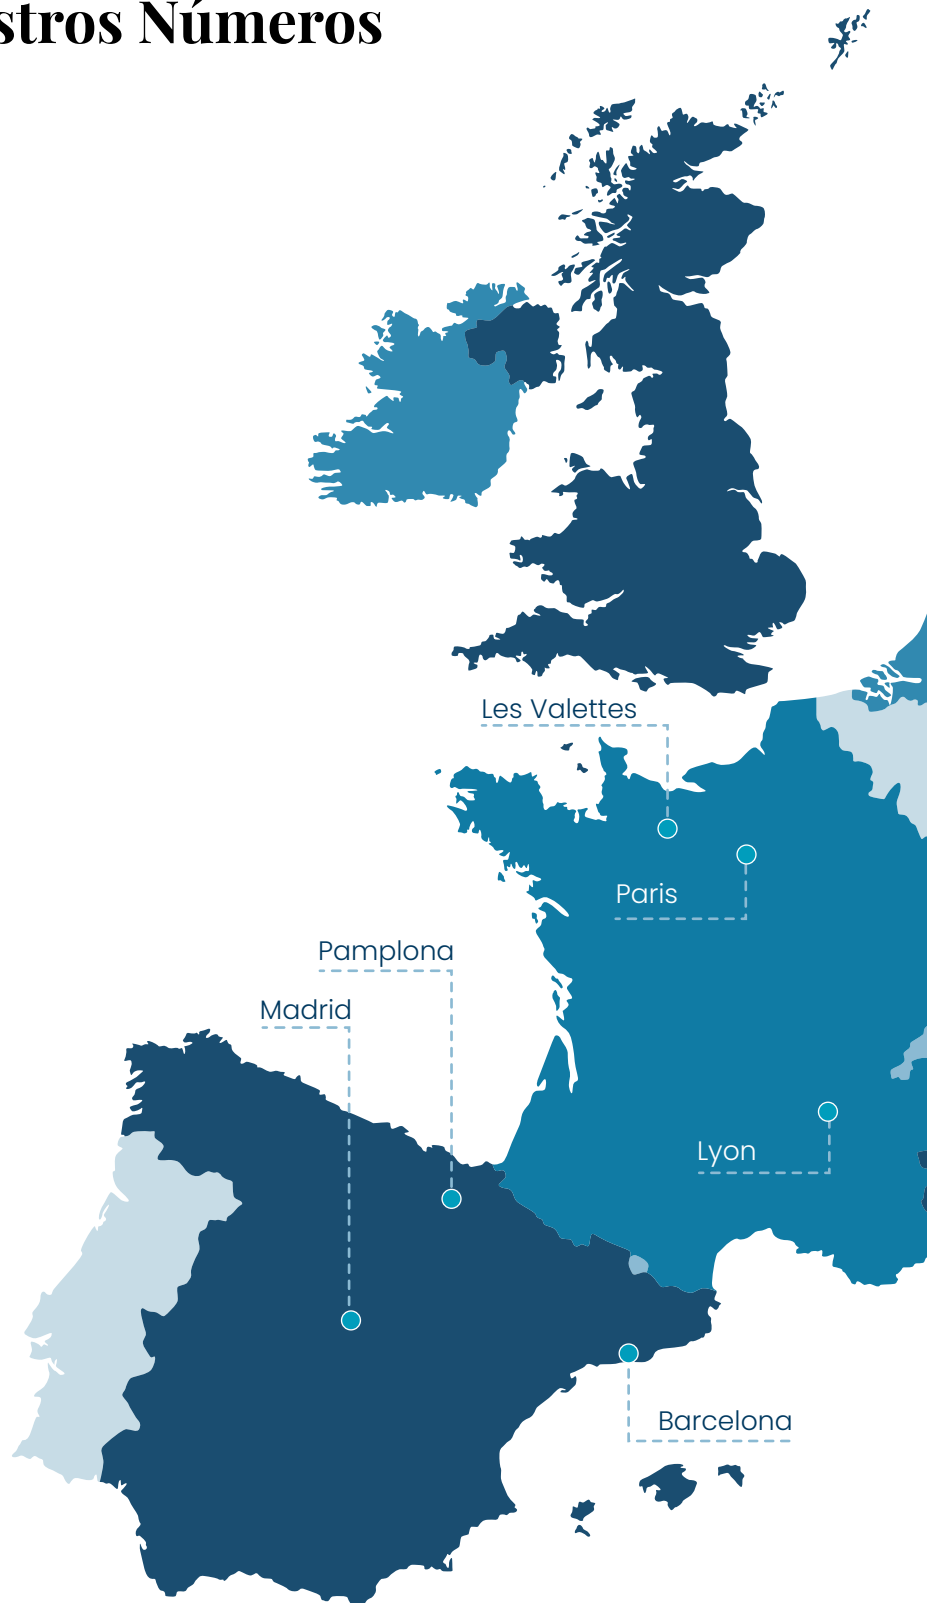 stros Números
Les Valettes
Paris
Pamplona
Madrid
Lyon
Barcelona